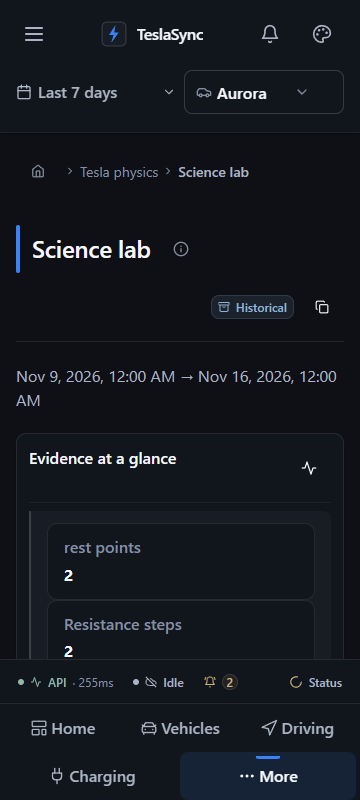 TeslaSync
Last 7 days
Aurora
Tesla physics
Science lab
Science lab
Historical
Nov 9, 2026, 12:00 AM → Nov 16, 2026, 12:00
AM
Evidence at a glance
rest points
2
Resistance steps
2
API · 255ms
Idle
2
Status
Home
Vehicles
Driving
Charging
More